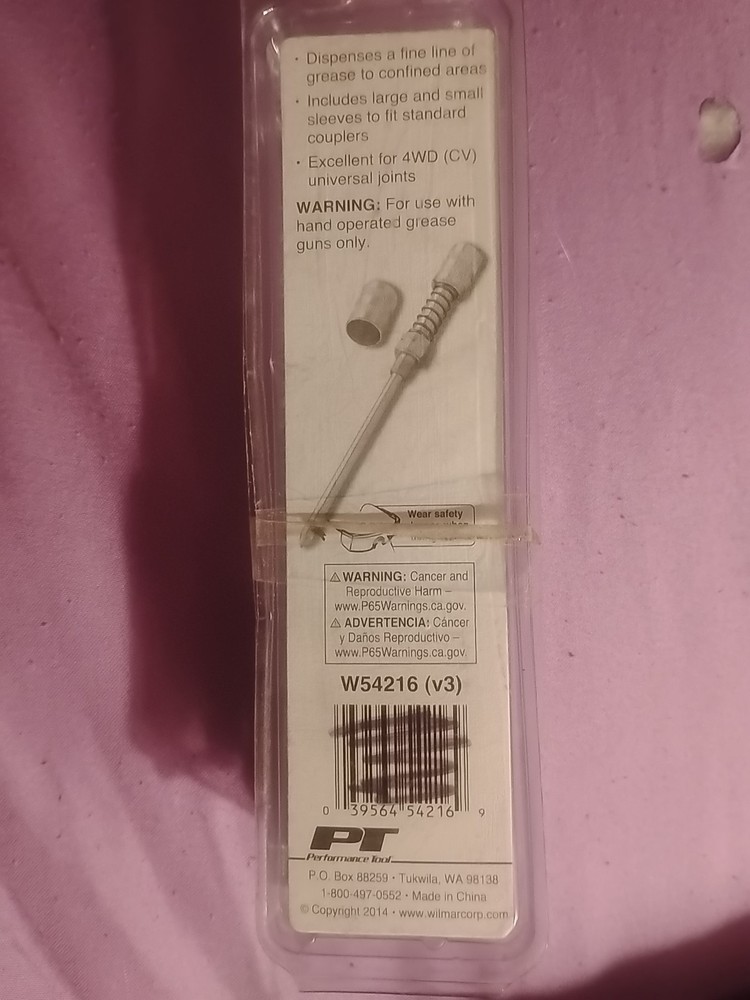 • Dispenses a fine line of
grease to confined areas
• Includes large and small
sleeves to fit standard
couplers
• Excellent for 4WD (CV)
universal joints
WARNING: For use with
hand operated grease
guns only.
Wear safety
⚠ WARNING: Cancer and
Reproductive Harm –
www.P65Warnings.ca.gov.
⚠ ADVERTENCIA: Cáncer
y Daños Reproductivo –
www.P65Warnings.ca.gov.
W54216 (v3)
0 39564 54216 9
PT
Performance Tool
P.O. Box 88259 • Tukwila, WA 98138
1-800-497-0552 • Made in China
© Copyright 2014 • www.wilmarcorp.com